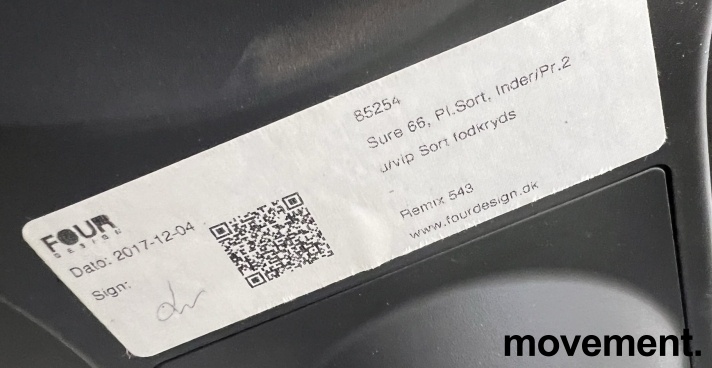 85254
Sure 66, Pl.Sort, Inder/Pr.2
u/vip Sort fodkryds
-
Remix 543
www.fourdesign.dk
FOUR
DESIGN
Dato: 2017-12-04
Sign:
movement.